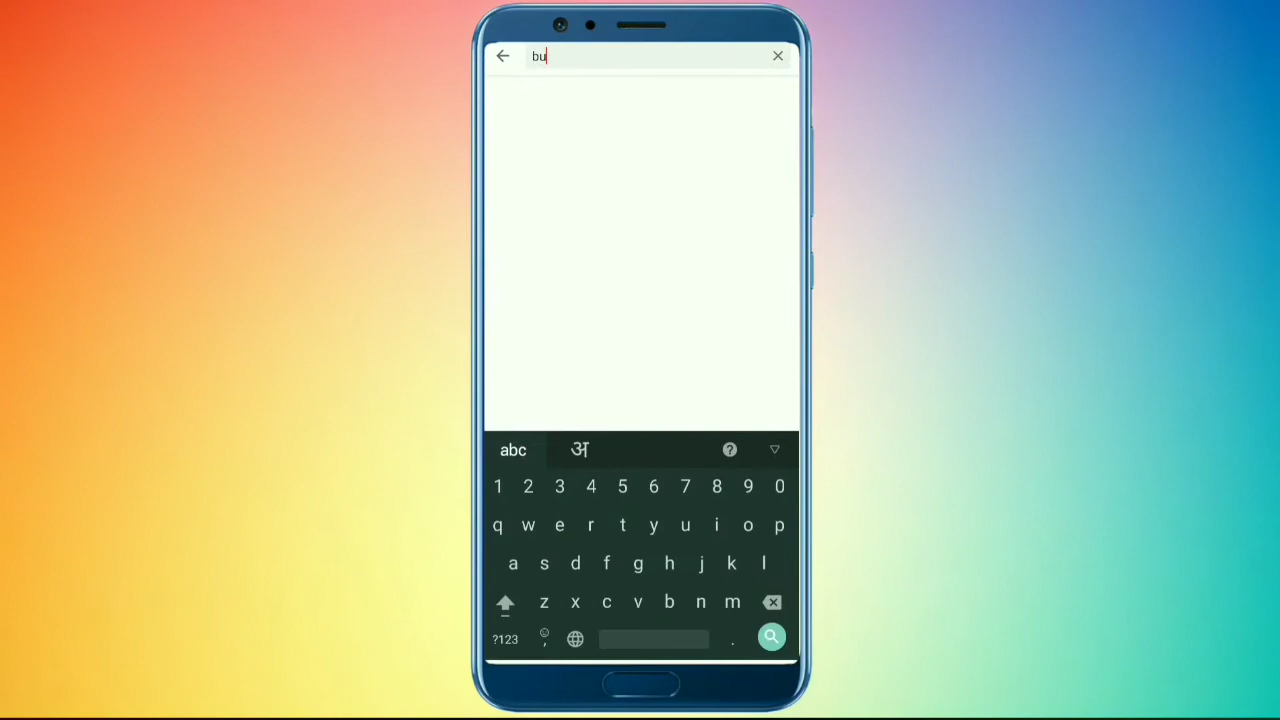 bu
abc अ
1 2 3 4 5 6 7 8 9 0
q w e r t y u i o p
a s d f g h j k l
z x c v b n m
?123 , .